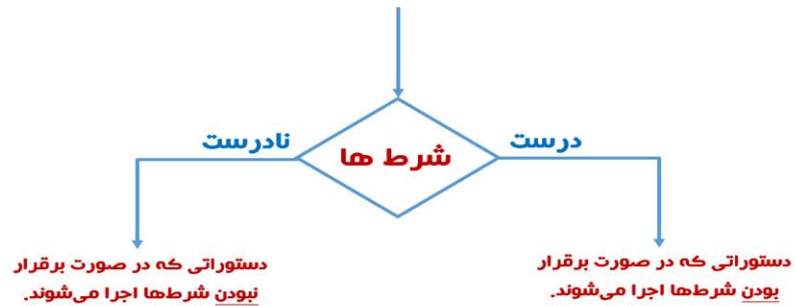 درست
نادرست
شرط ها
دستوراتی که در صورت برقرار
بودن شرط‌ها اجرا می‌شوند.
دستوراتی که در صورت برقرار
نبودن شرط‌ها اجرا می‌شوند.